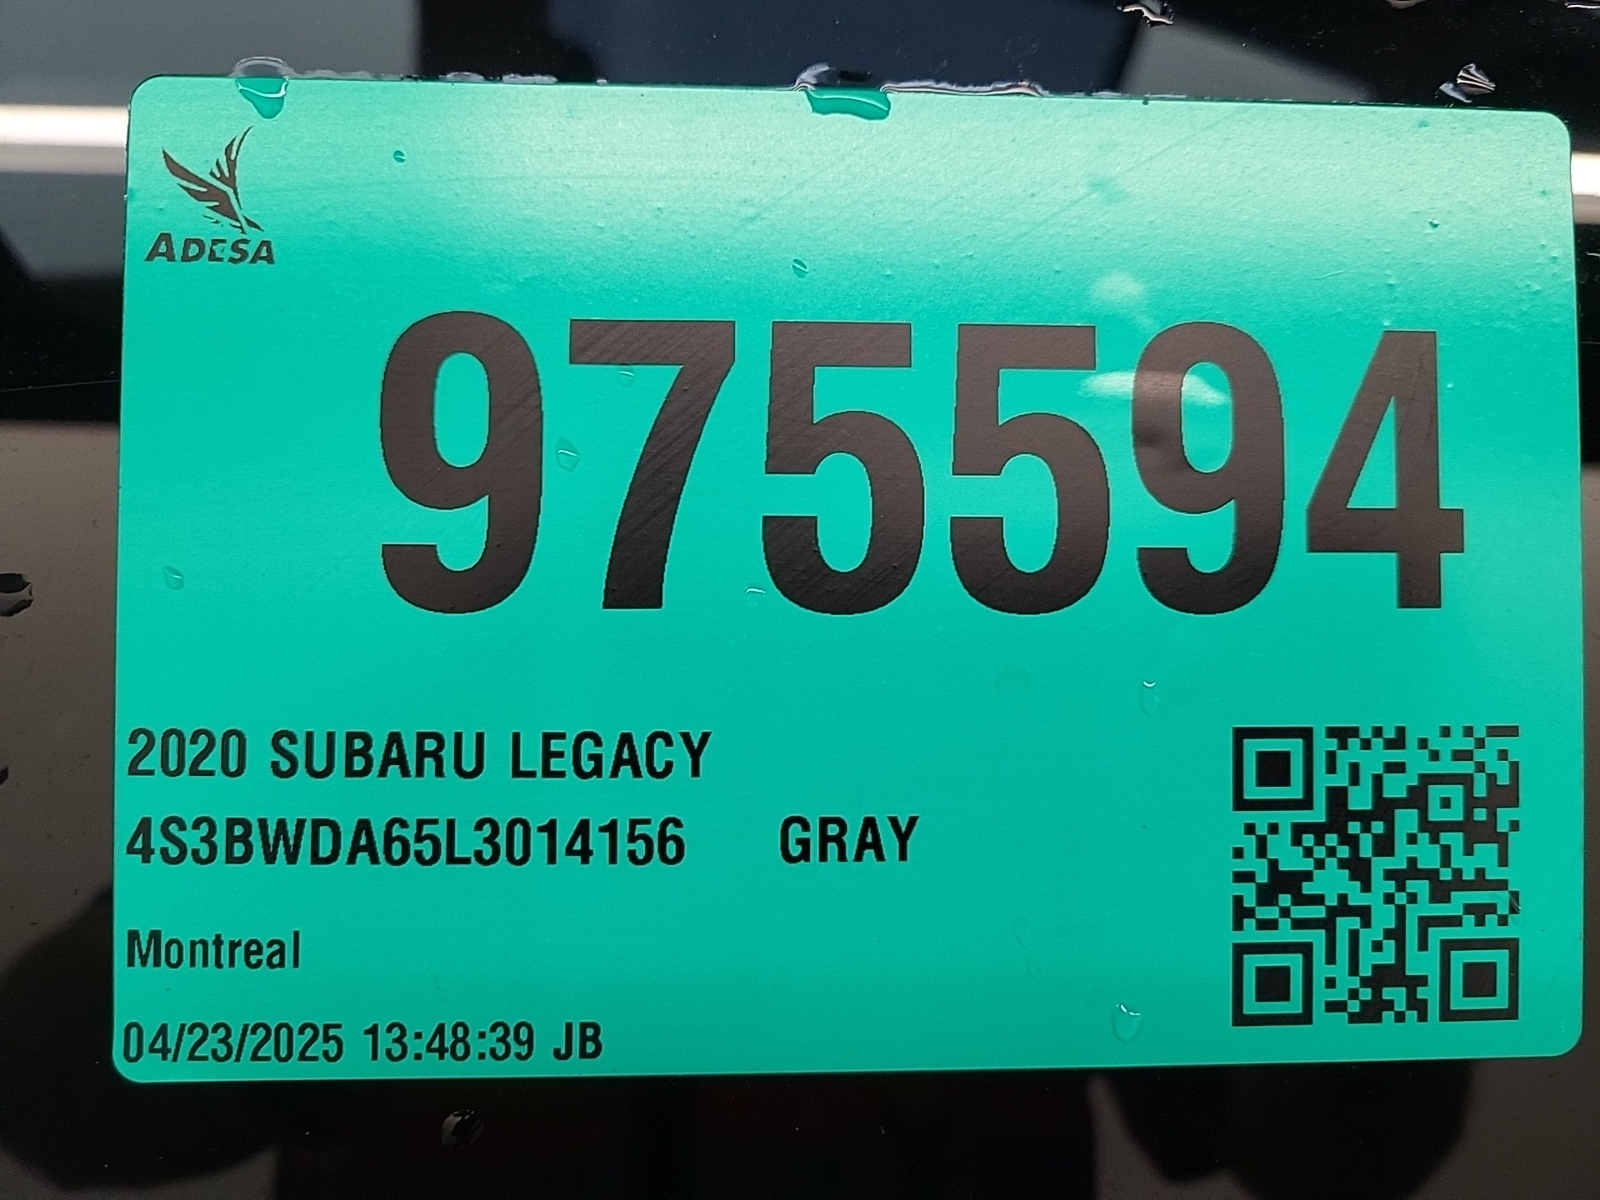 ADESA
975594
2020 SUBARU LEGACY
4S3BWDA65L3014156 GRAY
Montreal
04/23/2025 13:48:39 JB